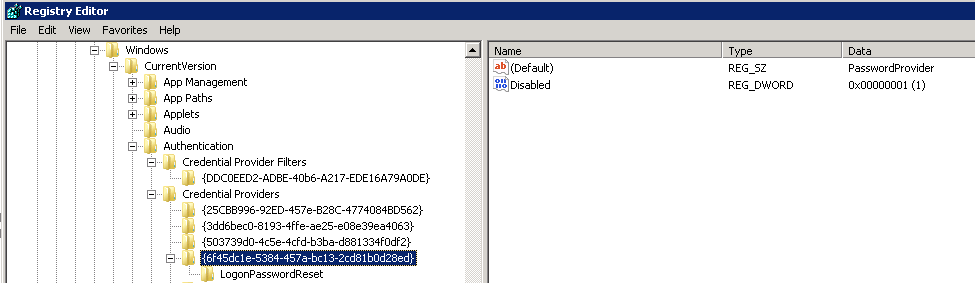 Registry Editor
File Edit View Favorites Help
Windows
CurrentVersion
App Management
App Paths
Applets
Audio
Authentication
Credential Provider Filters
{DDC0EED2-ADBE-40b6-A217-EDE16A79A0DE}
Credential Providers
{25CBB996-92ED-457e-B28C-4774084BD562}
{3dd6bec0-8193-4ffe-ae25-e08e39ea4063}
{503739d0-4c5e-4cfd-b3ba-d881334f0df2}
{6f45dc1e-5384-457a-bc13-2cd81b0d28ed}
LogonPasswordReset
Name Type Data
(Default) REG_SZ PasswordProvider
Disabled REG_DWORD 0x00000001 (1)